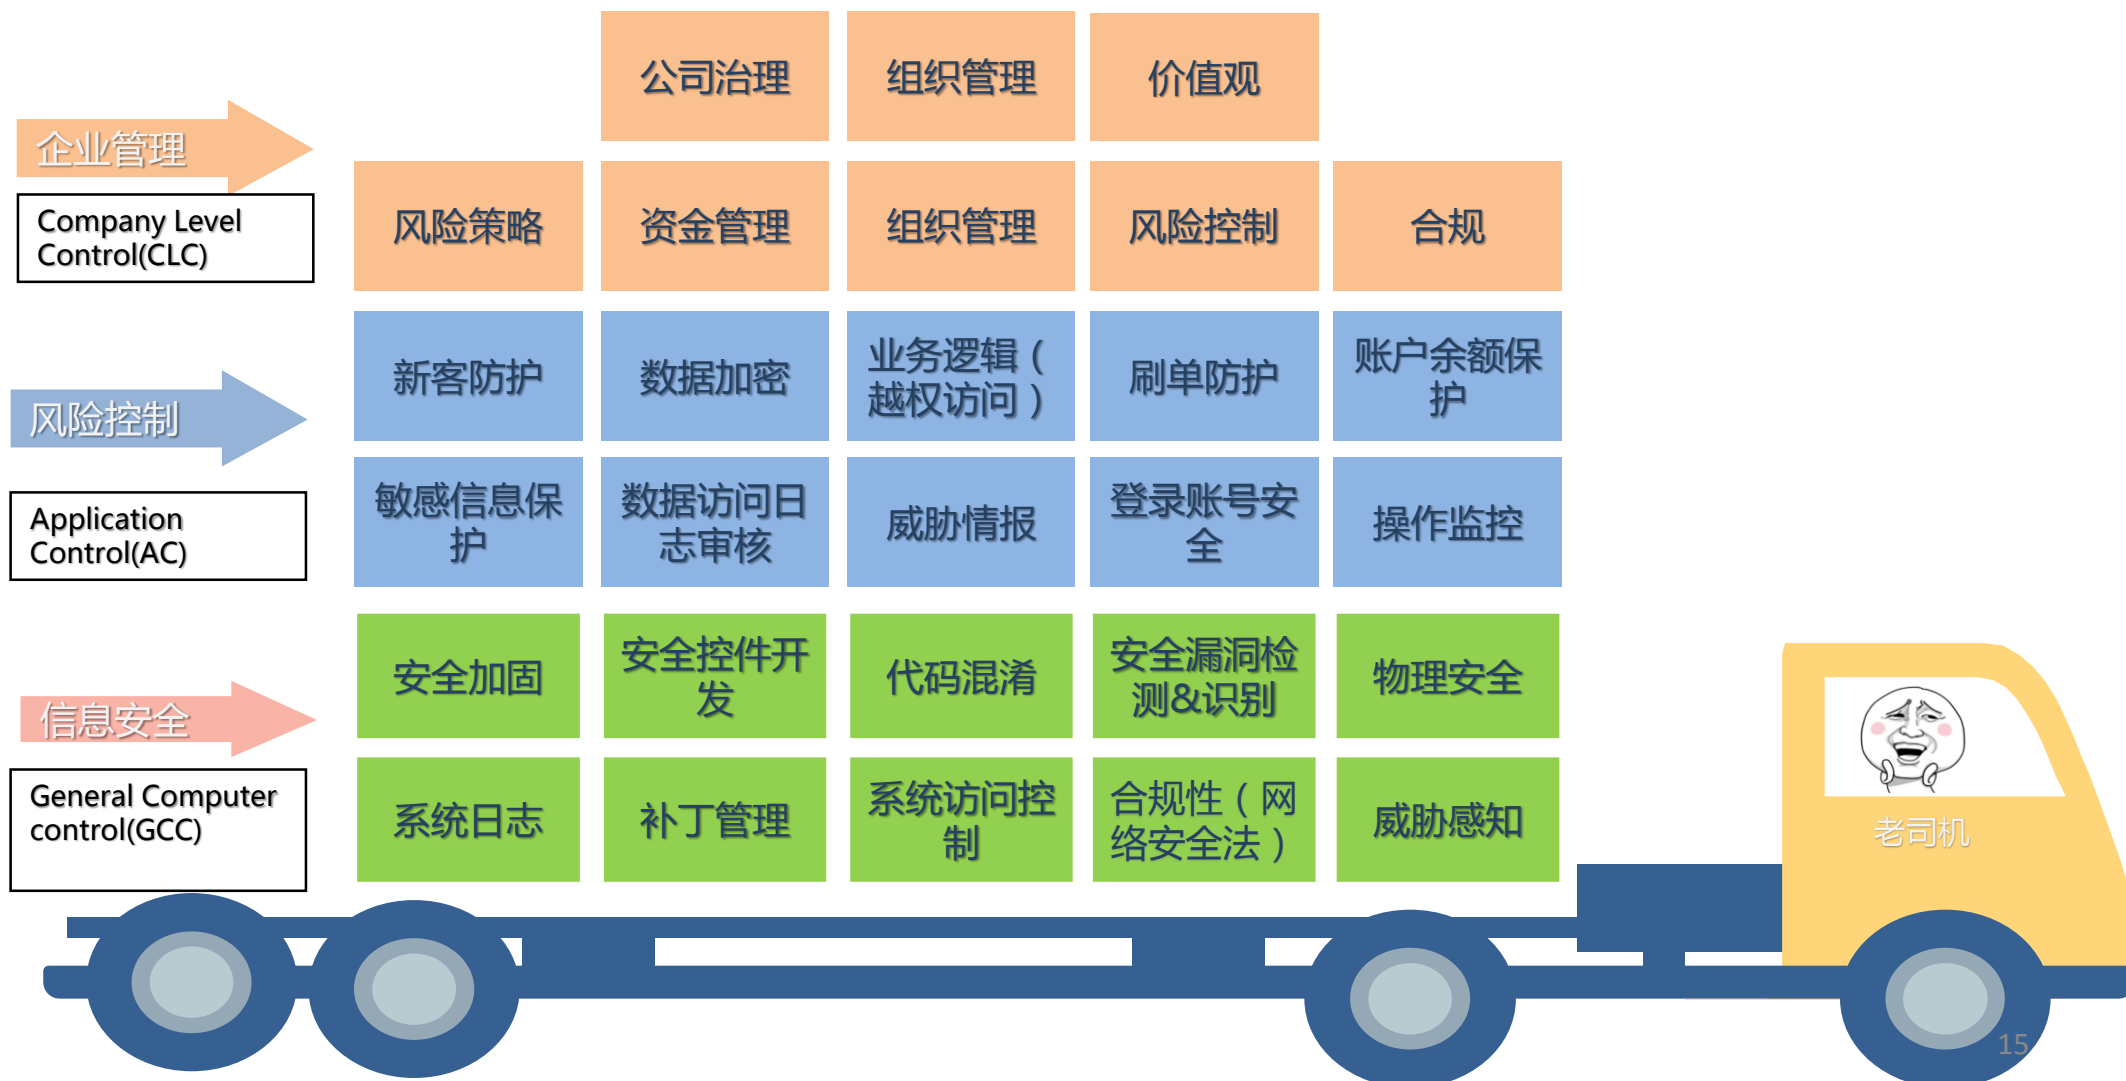 公司治理
组织管理
价值观
企业管理
Company Level
Control(CLC)
风险策略
资金管理
组织管理
风险控制
合规
风险控制
Application
Control(AC)
新客防护
数据加密
业务逻辑（
越权访问）
刷单防护
账户余额保
护
敏感信息保
护
数据访问日
志审核
威胁情报
登录账号安
全
操作监控
信息安全
General Computer
control(GCC)
安全加固
安全控件开
发
代码混淆
安全漏洞检
测&识别
物理安全
系统日志
补丁管理
系统访问控
制
合规性（网
络安全法）
威胁感知
老司机
15